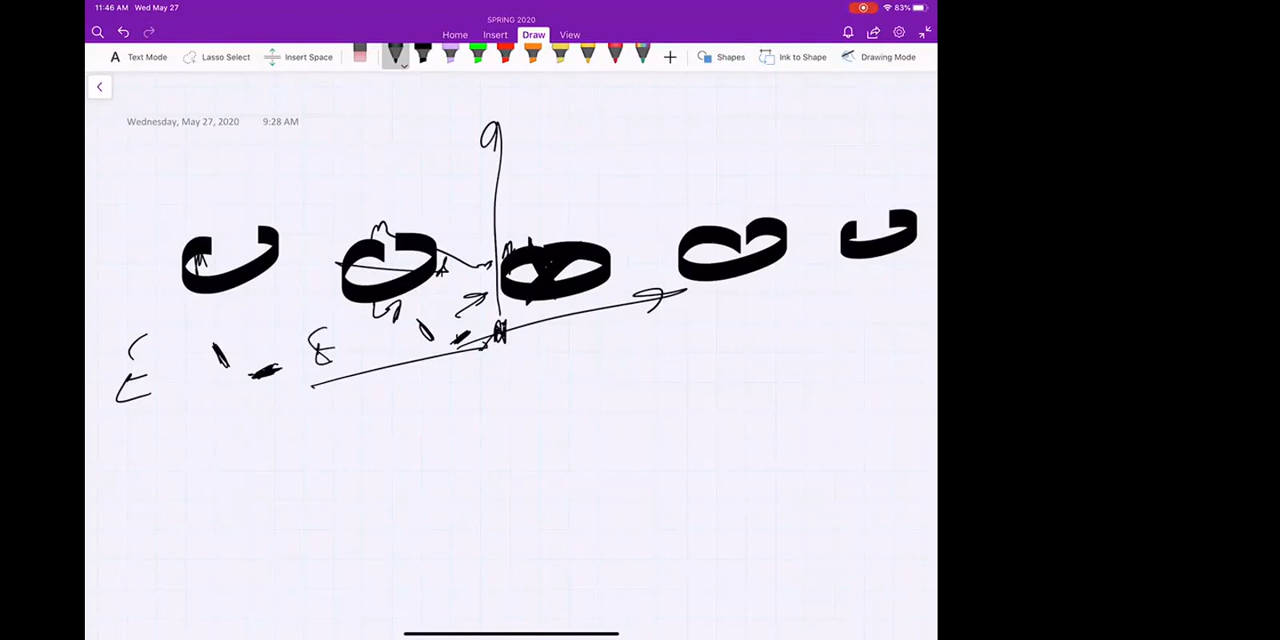 11:46 AM Wed May 27
83%
SPRING 2020
Home Insert Draw View
Text Mode Lasso Select Insert Space Shapes Ink to Shape Drawing Mode
Wednesday, May 27, 2020 9:28 AM